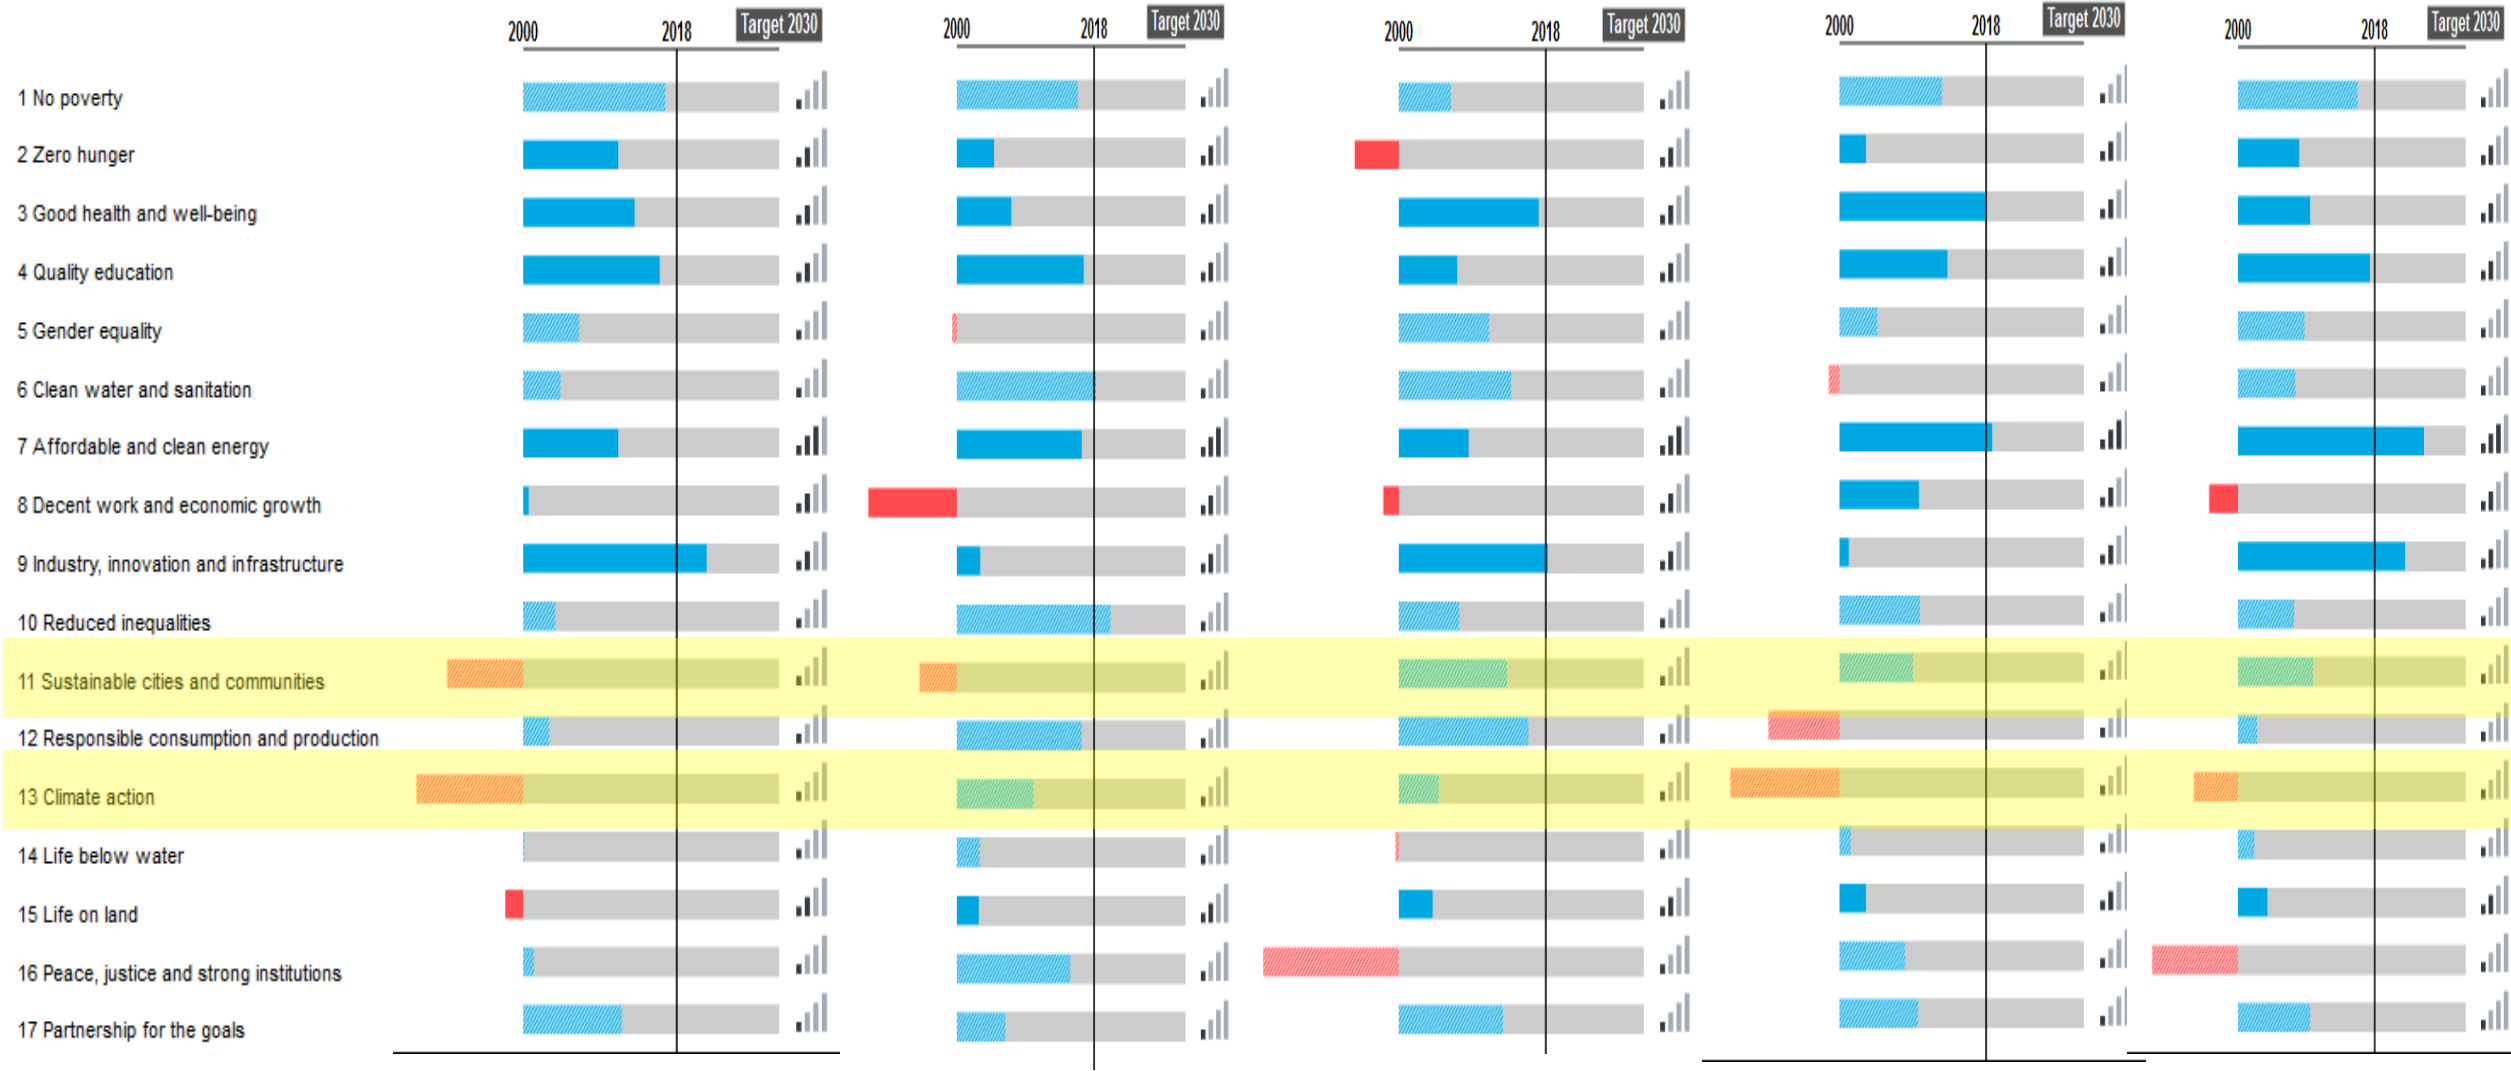 2000 2018 Target 2030 2000 2018 Target 2030 2000 2018 Target 2030 2000 2018 Target 2030 2000 2018 Target 2030
1 No poverty
2 Zero hunger
3 Good health and well-being
4 Quality education
5 Gender equality
6 Clean water and sanitation
7 Affordable and clean energy
8 Decent work and economic growth
9 Industry, innovation and infrastructure
10 Reduced inequalities
11 Sustainable cities and communities
12 Responsible consumption and production
13 Climate action
14 Life below water
15 Life on land
16 Peace, justice and strong institutions
17 Partnership for the goals